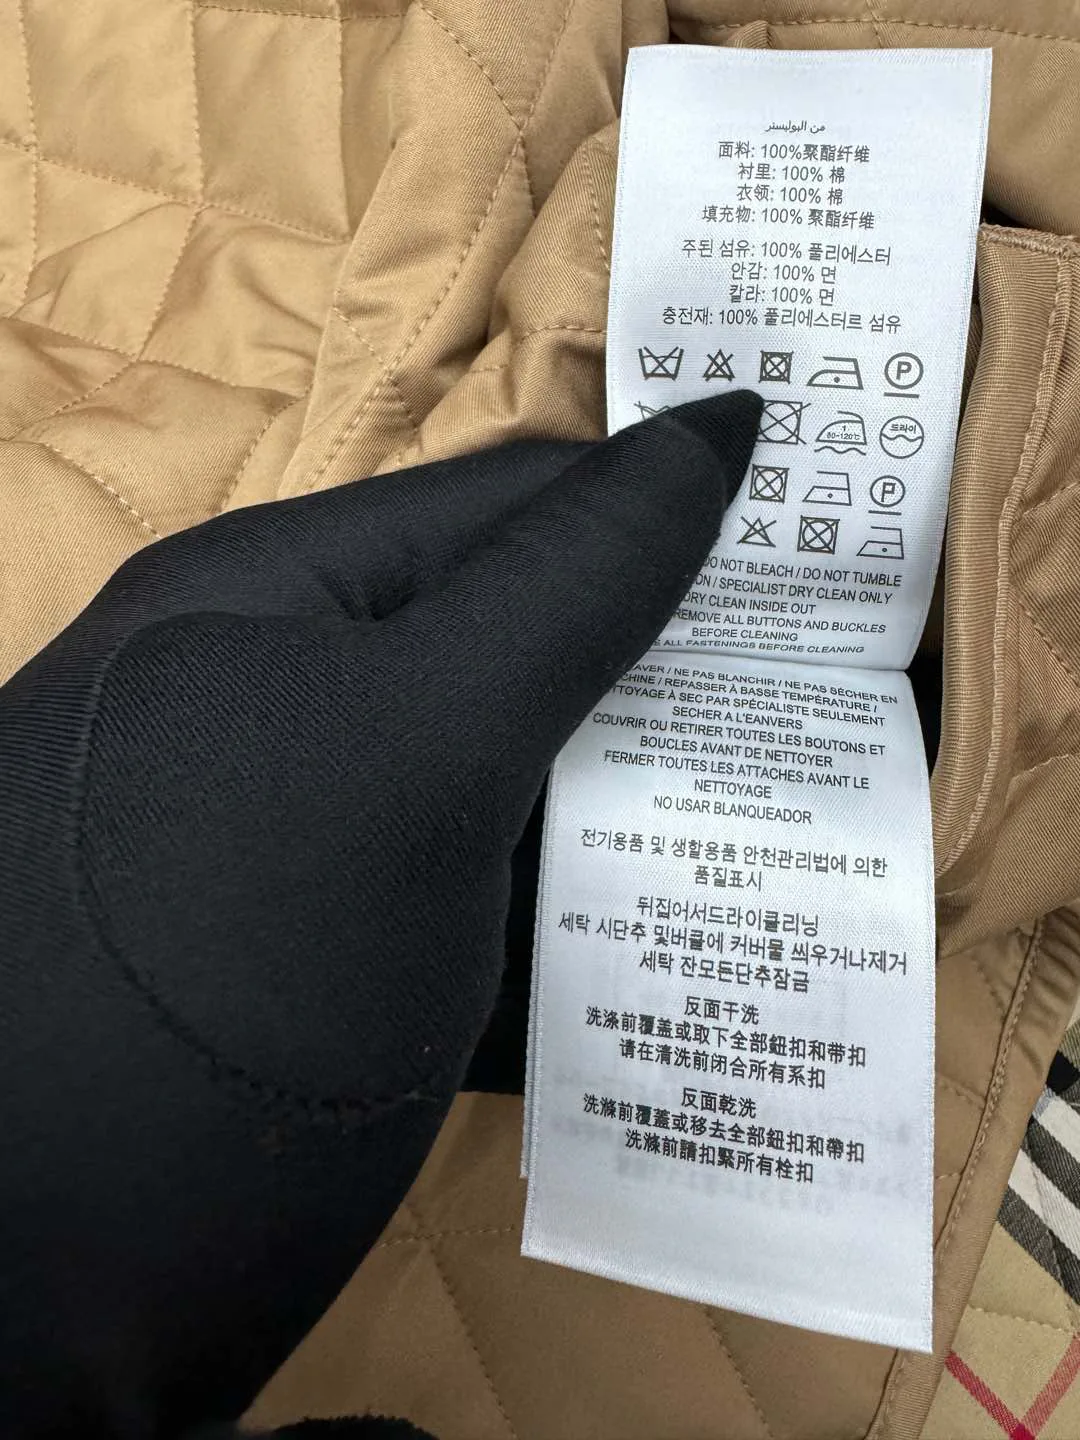 من البوليستر
面料: 100%聚酯纤维
衬里: 100% 棉
衣领: 100% 棉
填充物: 100% 聚酯纤维
주된 섬유: 100% 폴리에스터
안감: 100% 면
칼라: 100% 면
충전재: 100% 폴리에스터르 섬유
P
1
80-120℃
드라이
P
DO NOT BLEACH / DO NOT TUMBLE
/ SPECIALIST DRY CLEAN ONLY
DRY CLEAN INSIDE OUT
REMOVE ALL BUTTONS AND BUCKLES
BEFORE CLEANING
ALL FASTENINGS BEFORE CLEANING
/ NE PAS BLANCHIR / NE PAS SÈCHER EN
/ REPASSER À BASSE TEMPÉRATURE /
À SEC PAR SPÉCIALISTE SEULEMENT
SECHER A L'EANVERS
COUVRIR OU RETIRER TOUTES LES BOUTONS ET
BOUCLES AVANT DE NETTOYER
FERMER TOUTES LES ATTACHES AVANT LE
NETTOYAGE
NO USAR BLANQUEADOR
전기용품 및 생활용품 안천관리법에 의한
품질표시
뒤집어서드라이클리닝
세탁 시단추 및버클에 커버물 씌우거나제거
세탁 잔모든단추잠금
反面干洗
洗涤前覆盖或取下全部鈕扣和带扣
请在清洗前闭合所有系扣
反面乾洗
洗滌前覆蓋或移去全部鈕扣和帶扣
洗滌前請扣緊所有栓扣